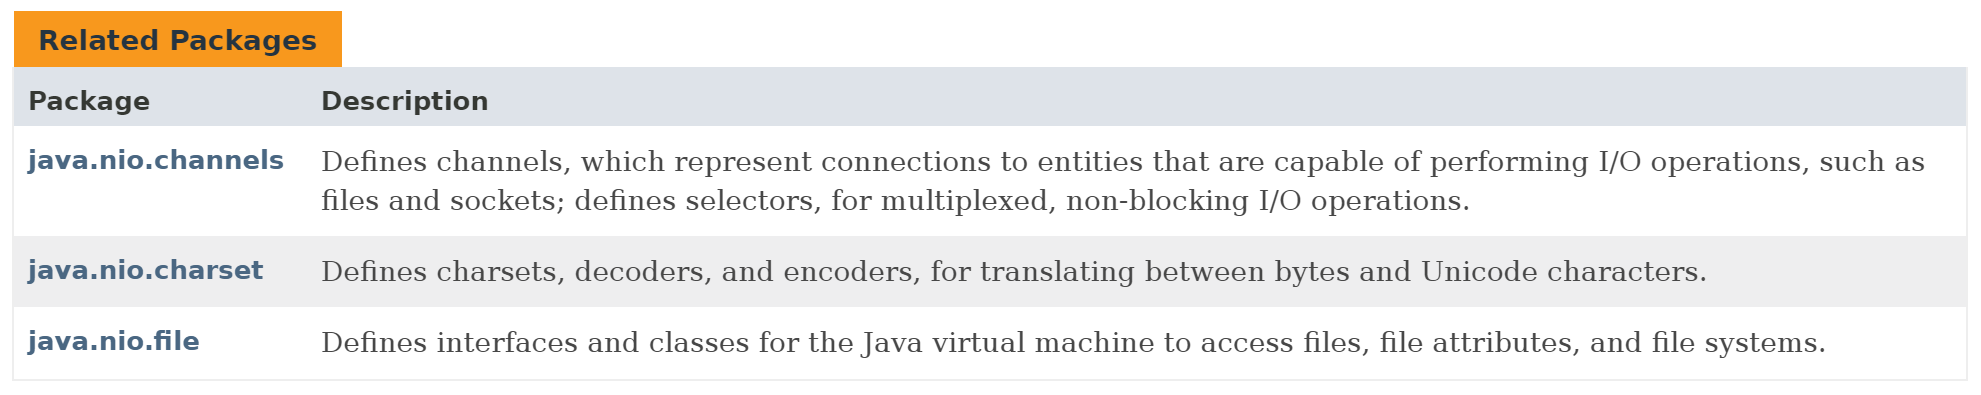 Related Packages
Package Description
java.nio.channels Defines channels, which represent connections to entities that are capable of performing I/O operations, such as
files and sockets; defines selectors, for multiplexed, non-blocking I/O operations.
java.nio.charset Defines charsets, decoders, and encoders, for translating between bytes and Unicode characters.
java.nio.file Defines interfaces and classes for the Java virtual machine to access files, file attributes, and file systems.